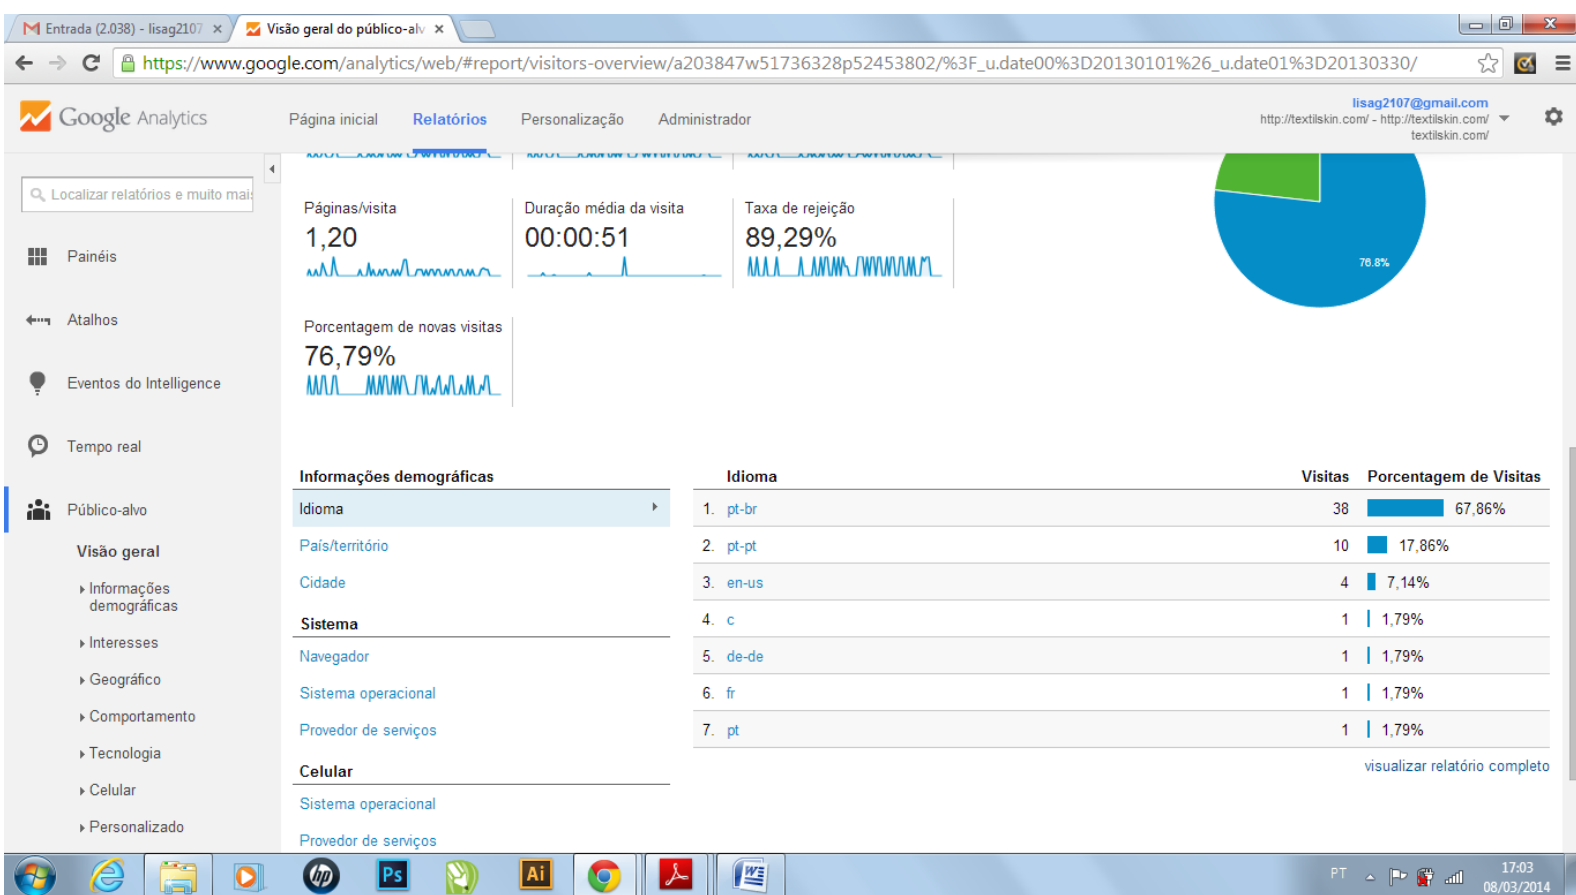 Entrada (2.038) - lisag2107
Visão geral do público-alv
https://www.google.com/analytics/web/#report/visitors-overview/a203847w51736328p52453802/%3F_u.date00%3D20130101%26_u.date01%3D20130330/
Google Analytics
Página inicial Relatórios Personalização Administrador
lisag2107@gmail.com
http://textilskin.com/ - http://textilskin.com/
textilskin.com/
Localizar relatórios e muito mais
Painéis
Atalhos
Eventos do Intelligence
Tempo real
Público-alvo
Visão geral
Informações
demográficas
Interesses
Geográfico
Comportamento
Tecnologia
Celular
Personalizado
Páginas/visita
1,20
Duração média da visita
00:00:51
Taxa de rejeição
89,29%
Porcentagem de novas visitas
76,79%
76.8%
Informações demográficas
Idioma
País/território
Cidade
Sistema
Navegador
Sistema operacional
Provedor de serviços
Celular
Sistema operacional
Provedor de serviços
Idioma Visitas Porcentagem de Visitas
1. pt-br 38 67,86%
2. pt-pt 10 17,86%
3. en-us 4 7,14%
4. c 1 1,79%
5. de-de 1 1,79%
6. fr 1 1,79%
7. pt 1 1,79%
visualizar relatório completo
hp
Ps
Ai
PT
17:03
08/03/2014